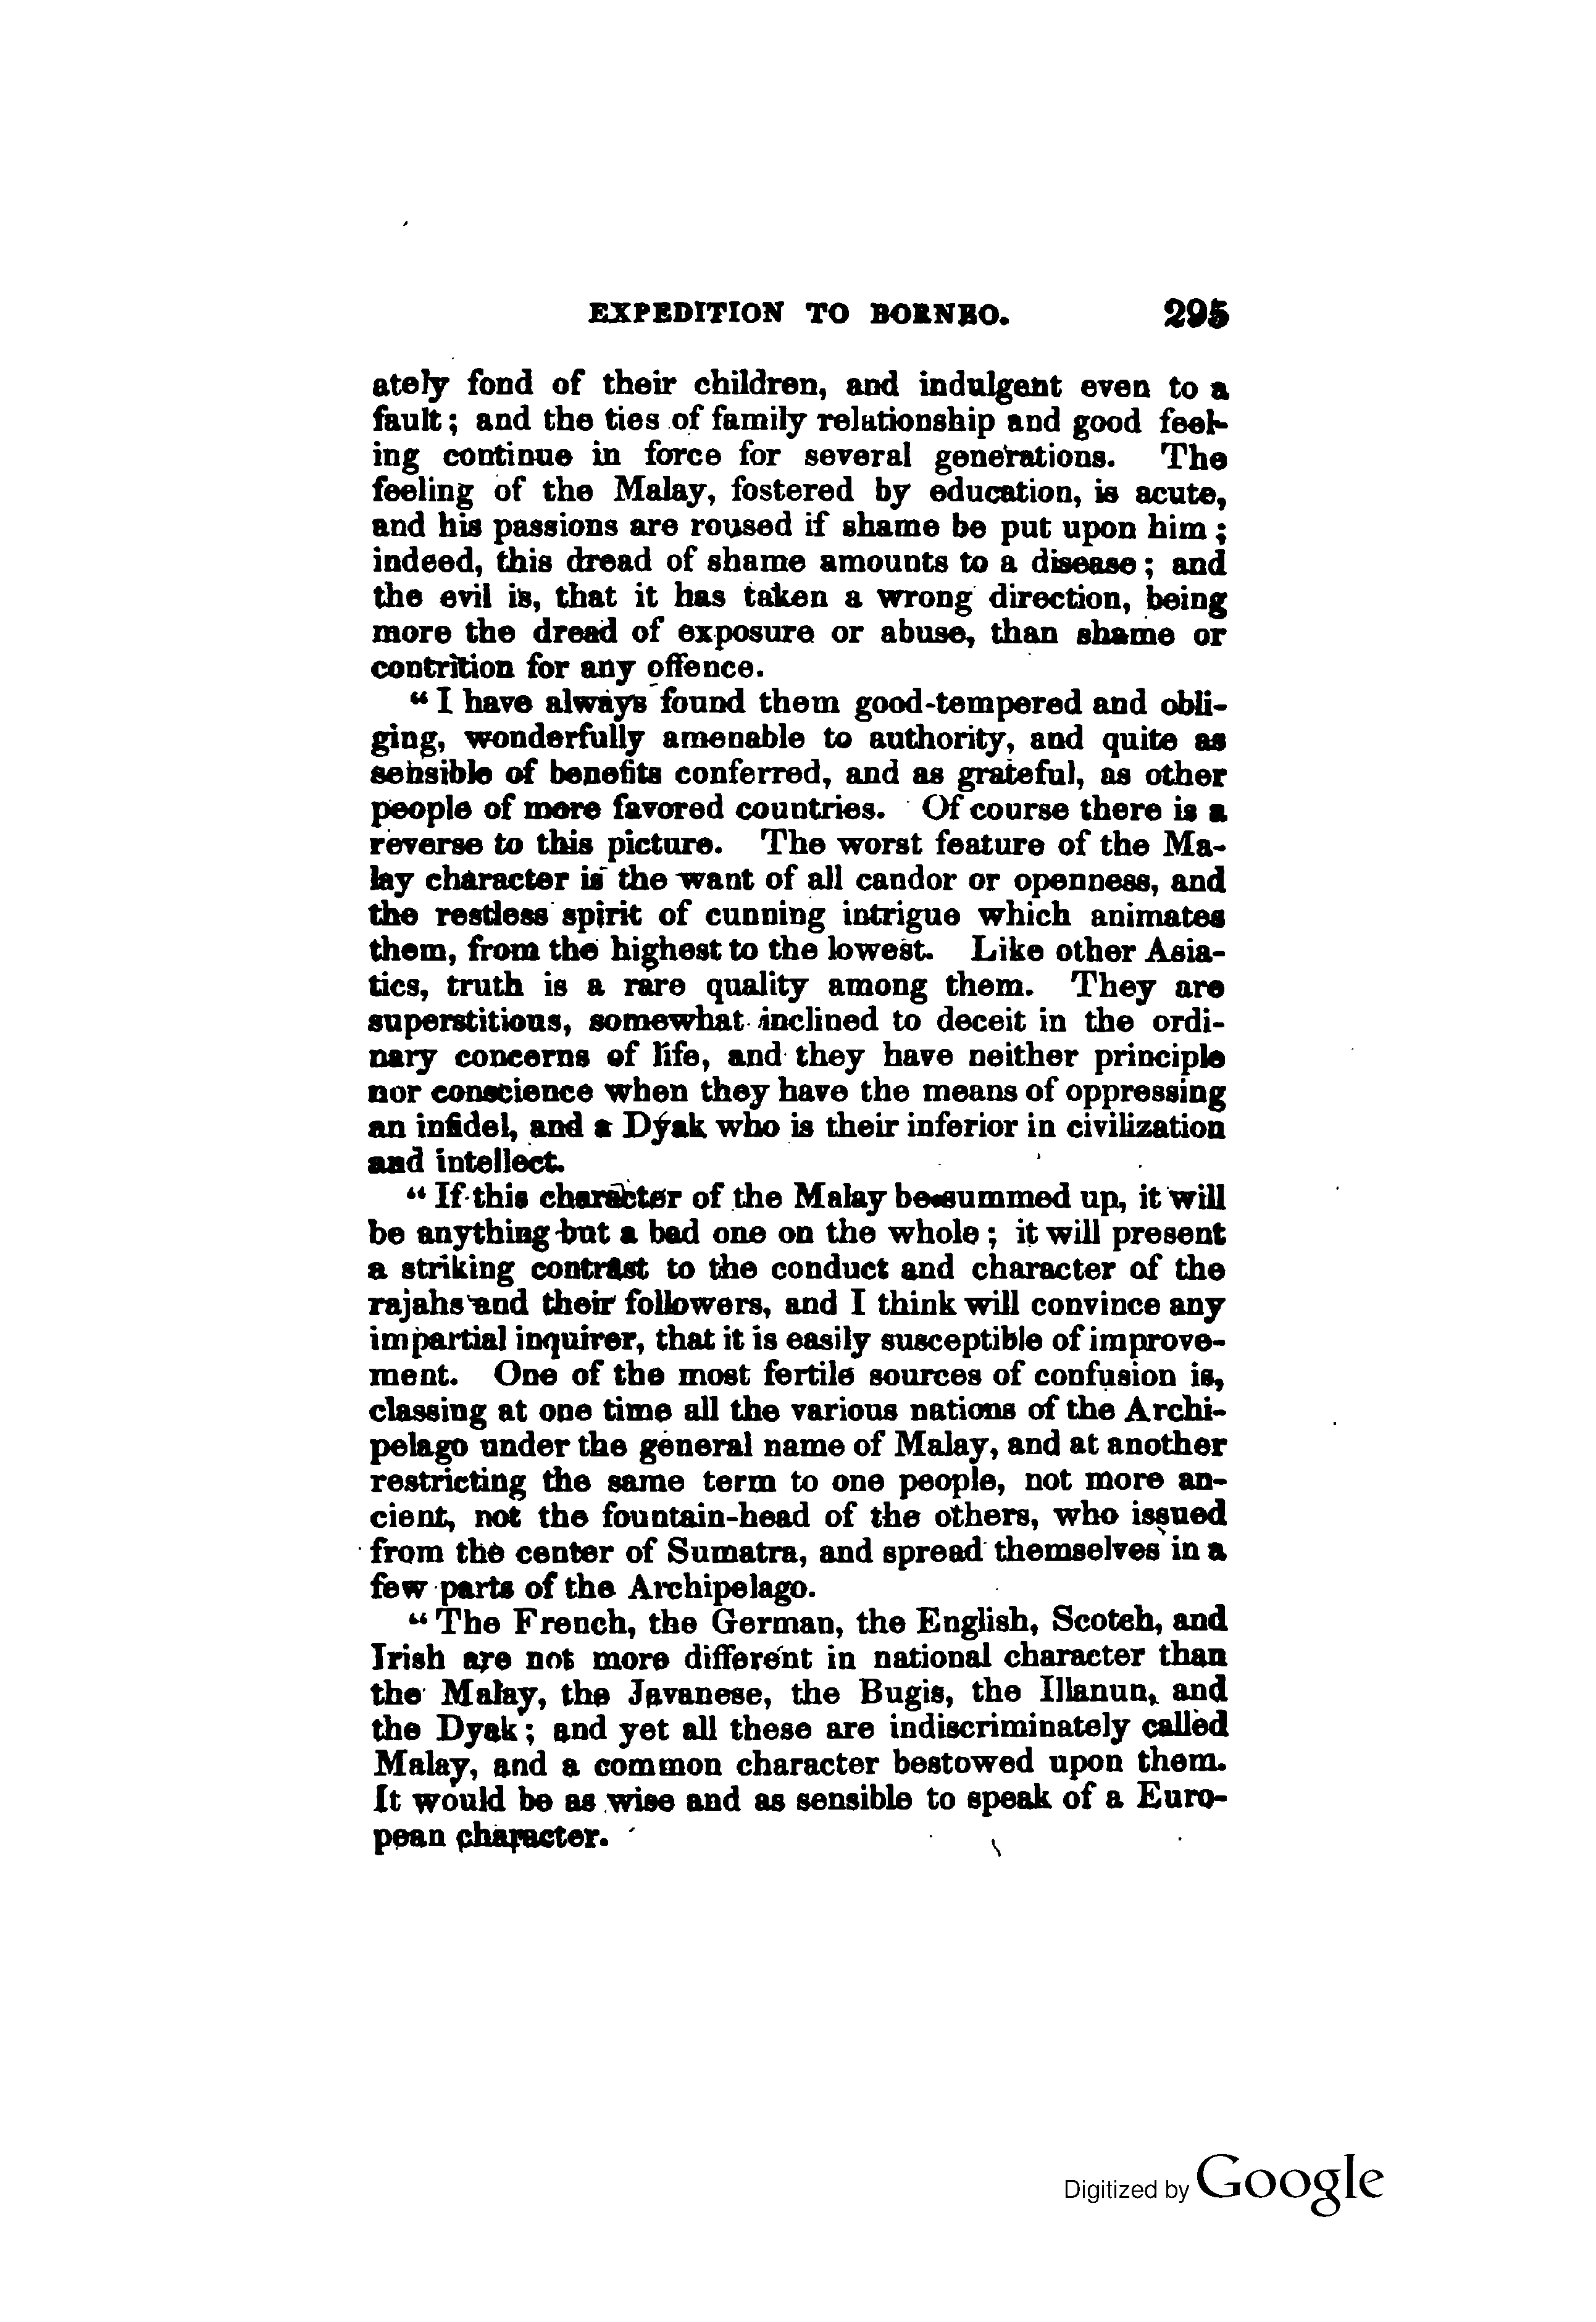 EXPEDITION TO BORNEO. 295
ately fond of their children, and indulgent even to a
fault; and the ties of family relationship and good feel-
ing continue in force for several generations. The
feeling of the Malay, fostered by education, is acute,
and his passions are roused if shame be put upon him;
indeed, this dread of shame amounts to a disease; and
the evil is, that it has taken a wrong direction, being
more the dread of exposure or abuse, than shame or
contrition for any offence.
“I have always found them good-tempered and obli-
ging, wonderfully amenable to authority, and quite as
sensible of benefits conferred, and as grateful, as other
people of more favored countries. Of course there is a
reverse to this picture. The worst feature of the Ma-
lay character is the want of all candor or openness, and
the restless spirit of cunning intrigue which animates
them, from the highest to the lowest. Like other Asia-
tics, truth is a rare quality among them. They are
superstitious, somewhat inclined to deceit in the ordi-
nary concerns of life, and they have neither principle
nor conscience when they have the means of oppressing
an infidel, and a Dyak who is their inferior in civilization
and intellect.
“If this character of the Malay be summed up, it will
be anything but a bad one on the whole; it will present
a striking contrast to the conduct and character of the
rajahs and their followers, and I think will convince any
impartial inquirer, that it is easily susceptible of improve-
ment. One of the most fertile sources of confusion is,
classing at one time all the various nations of the Archi-
pelago under the general name of Malay, and at another
restricting the same term to one people, not more an-
cient, not the fountain-head of the others, who issued
from the center of Sumatra, and spread themselves in a
few parts of the Archipelago.
“The French, the German, the English, Scotch, and
Irish are not more different in national character than
the Malay, the Javanese, the Bugis, the Illanun, and
the Dyak; and yet all these are indiscriminately called
Malay, and a common character bestowed upon them.
It would be as wise and as sensible to speak of a Euro-
pean character.
Digitized by Google